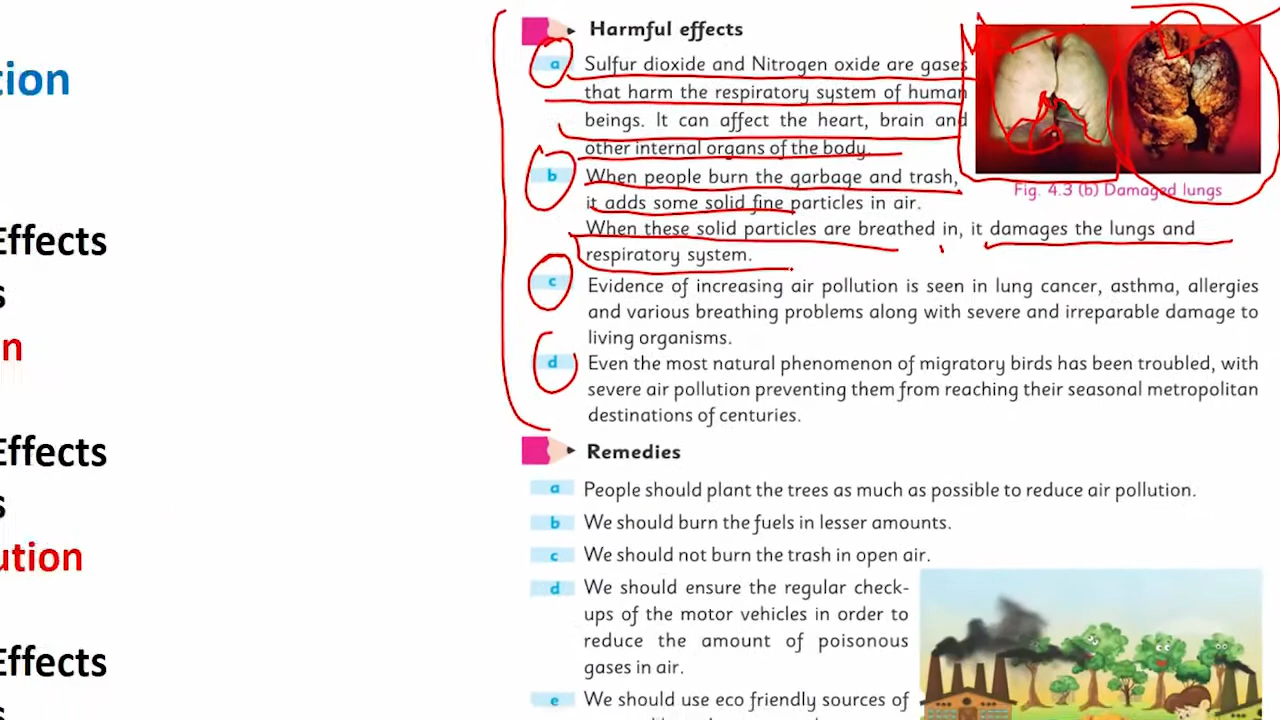 tion
Effects
s
n
Effects
s
ution
Effects
Harmful effects
a Sulfur dioxide and Nitrogen oxide are gases
that harm the respiratory system of human
beings. It can affect the heart, brain and
other internal organs of the body.
b When people burn the garbage and trash,
it adds some solid fine particles in air.
When these solid particles are breathed in, it damages the lungs and
respiratory system.
c Evidence of increasing air pollution is seen in lung cancer, asthma, allergies
and various breathing problems along with severe and irreparable damage to
living organisms.
d Even the most natural phenomenon of migratory birds has been troubled, with
severe air pollution preventing them from reaching their seasonal metropolitan
destinations of centuries.
Fig. 4.3 (b) Damaged lungs
Remedies
a People should plant the trees as much as possible to reduce air pollution.
b We should burn the fuels in lesser amounts.
c We should not burn the trash in open air.
d We should ensure the regular check-
ups of the motor vehicles in order to
reduce the amount of poisonous
gases in air.
e We should use eco friendly sources of